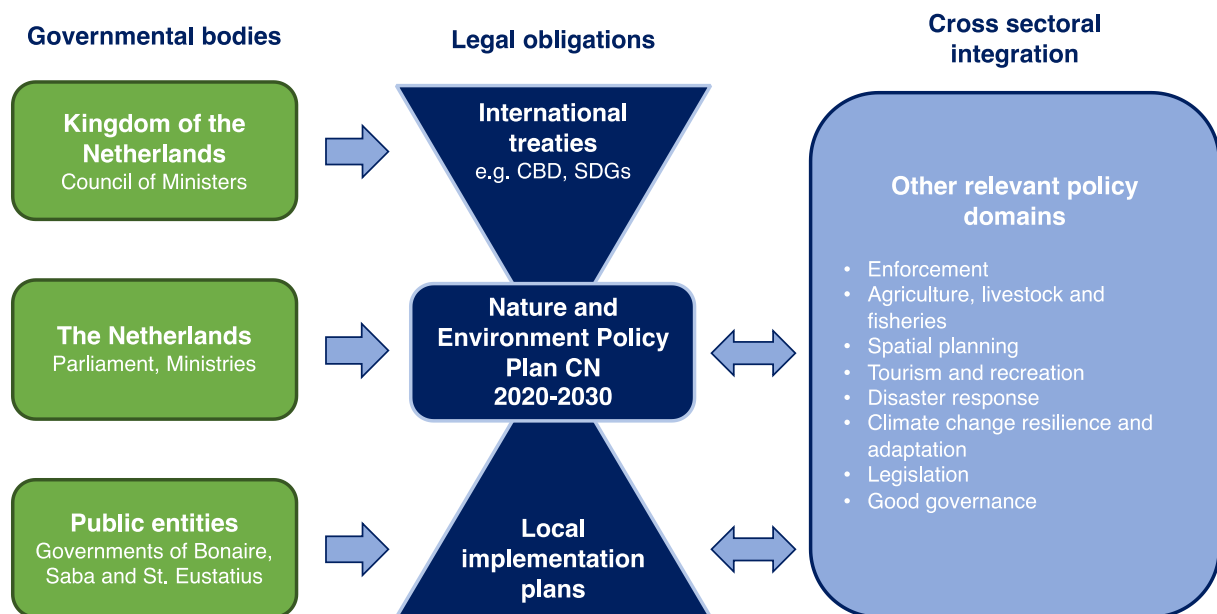 Governmental bodies
Kingdom of the
Netherlands
Council of Ministers
The Netherlands
Parliament, Ministries
Public entities
Governments of Bonaire,
Saba and St. Eustatius
Legal obligations
International
treaties
e.g. CBD, SDGs
Nature and
Environment Policy
Plan CN
2020-2030
Local
implementation
plans
Cross sectoral
integration
Other relevant policy
domains
• Enforcement
• Agriculture, livestock and
fisheries
• Spatial planning
• Tourism and recreation
• Disaster response
• Climate change resilience and
adaptation
• Legislation
• Good governance